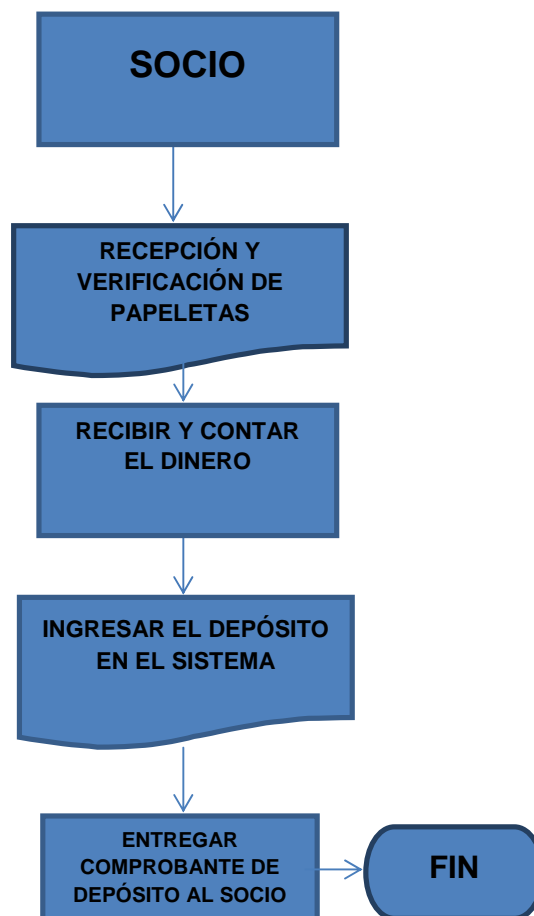 SOCIO
RECEPCIÓN Y
VERIFICACIÓN DE
PAPELETAS
RECIBIR Y CONTAR
EL DINERO
INGRESAR EL DEPÓSITO
EN EL SISTEMA
ENTREGAR
COMPROBANTE DE
DEPÓSITO AL SOCIO
FIN